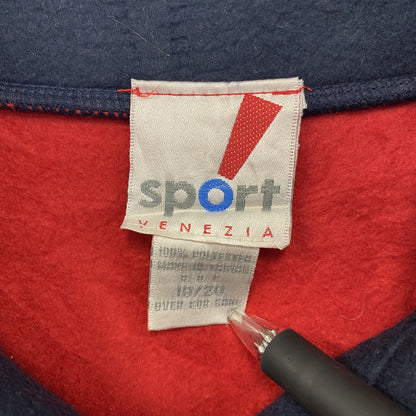 sport
VENEZIA
100% POLYESTER
MADE IN TAIWAN
R.O.C.
18/20
OVER FOR CARE